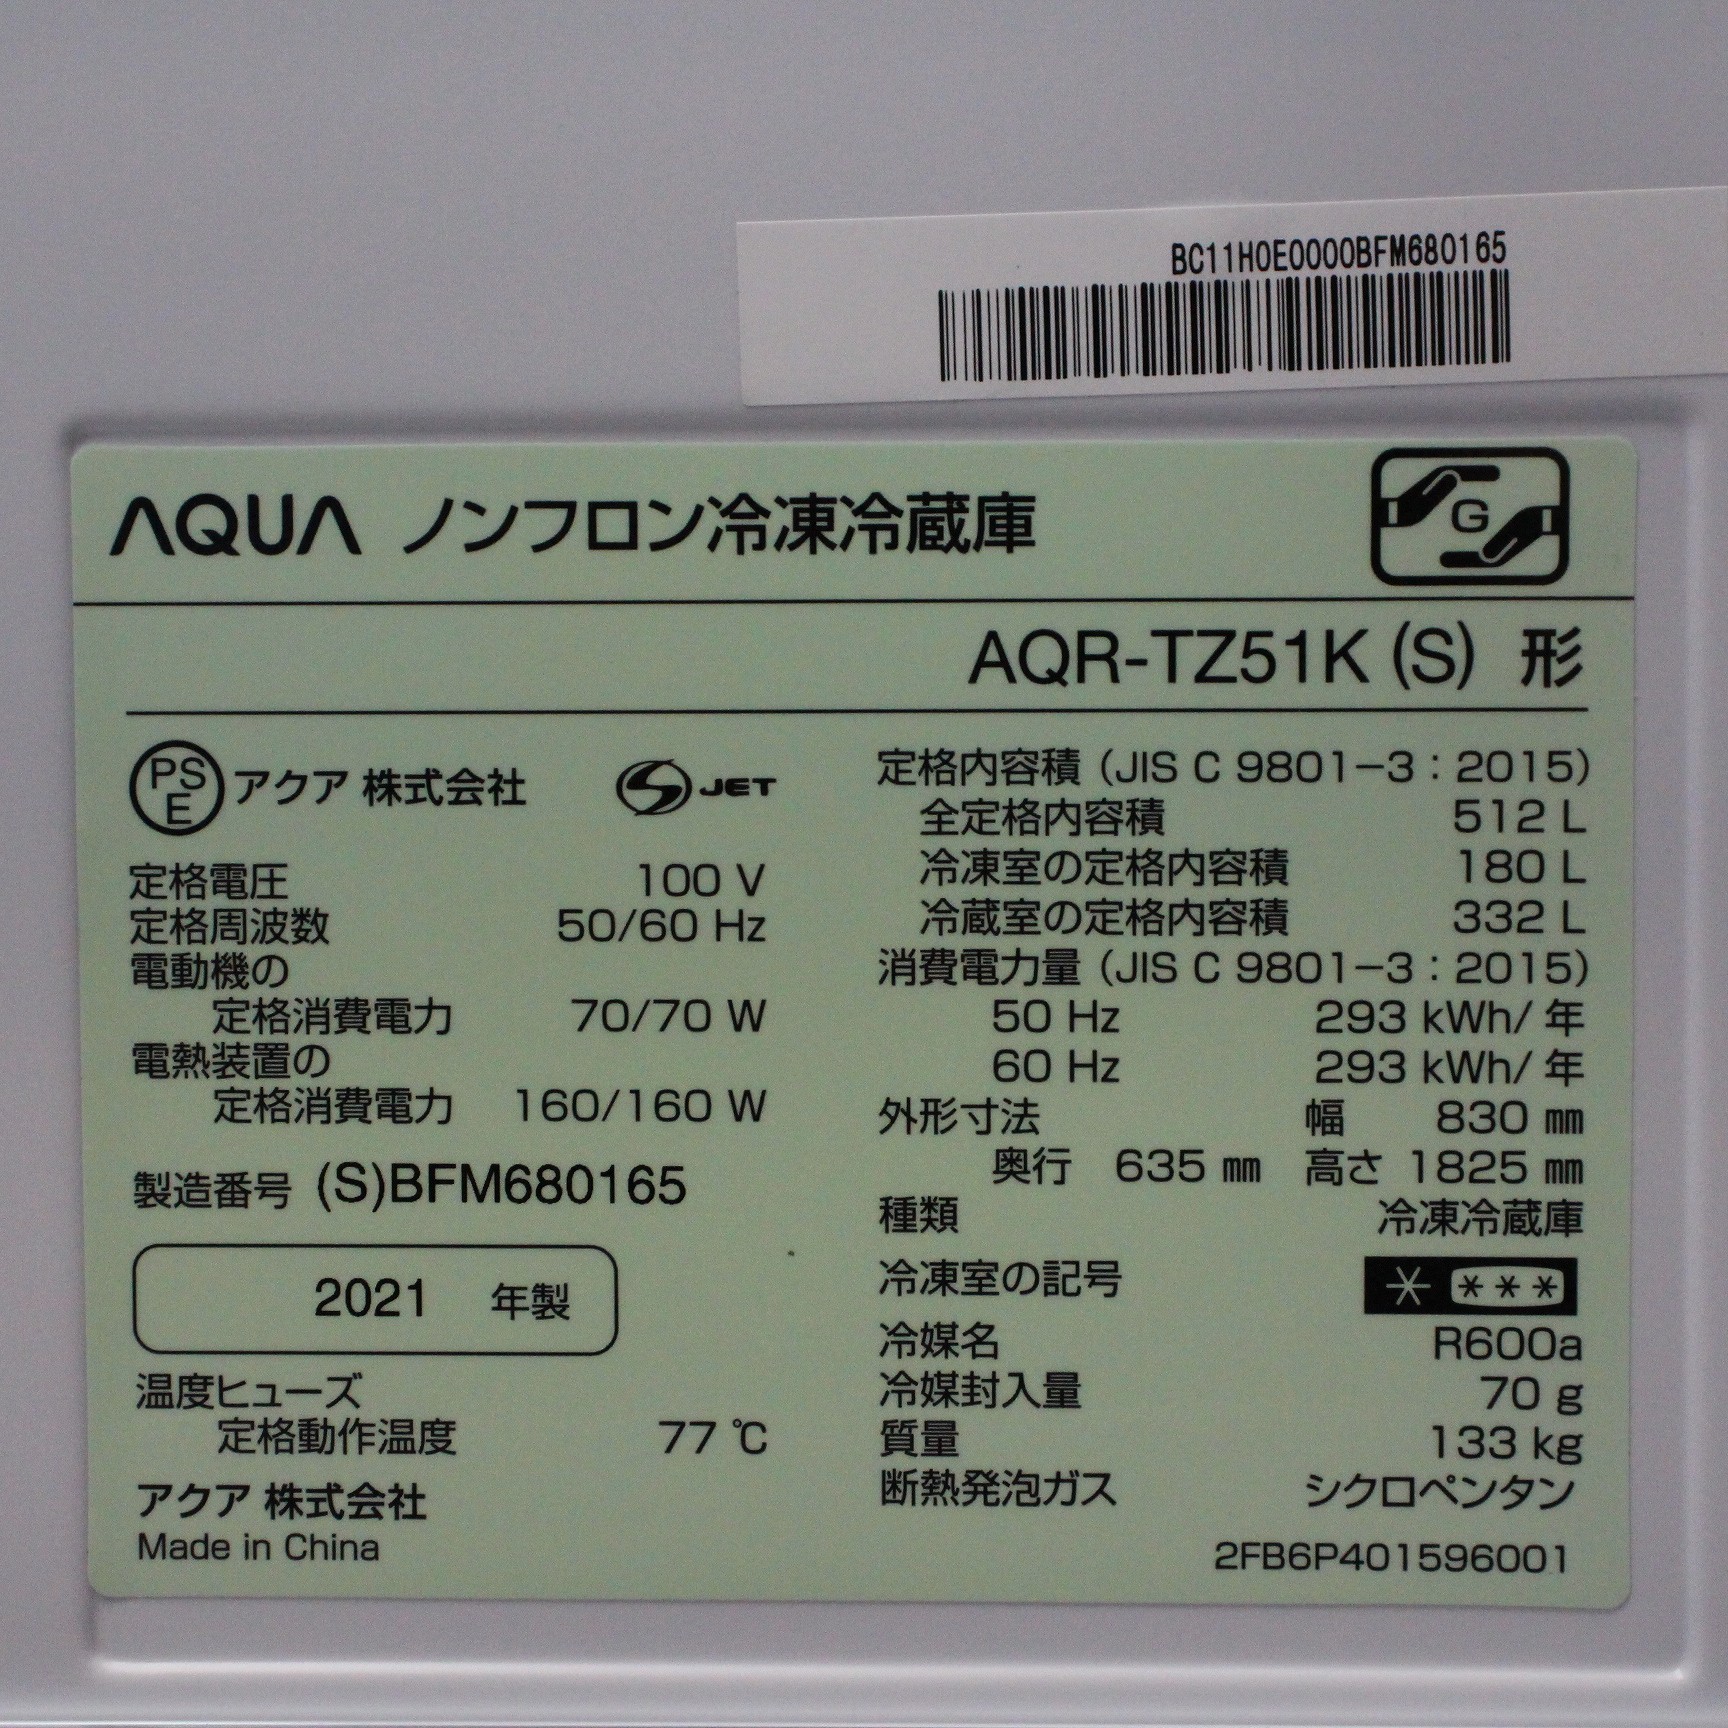 BC11H0E0000BFM680165
AQUA ノンフロン冷凍冷蔵庫
G
AQR-TZ51K (S) 形
PSE アクア 株式会社 JET
定格電圧 100 V
定格周波数 50/60 Hz
電動機の
定格消費電力 70/70 W
電熱装置の
定格消費電力 160/160 W
製造番号 (S)BFM680165
2021 年製
温度ヒューズ
定格動作温度 77 ℃
アクア 株式会社
Made in China
定格内容積 (JIS C 9801-3 : 2015)
全定格内容積 512 L
冷凍室の定格内容積 180 L
冷蔵室の定格内容積 332 L
消費電力量 (JIS C 9801-3 : 2015)
50 Hz 293 kWh/年
60 Hz 293 kWh/年
外形寸法 幅 830 ㎜
奥行 635 ㎜ 高さ 1825 ㎜
種類 冷凍冷蔵庫
冷凍室の記号 * ***
冷媒名 R600a
冷媒封入量 70 g
質量 133 kg
断熱発泡ガス シクロペンタン
2FB6P401596001